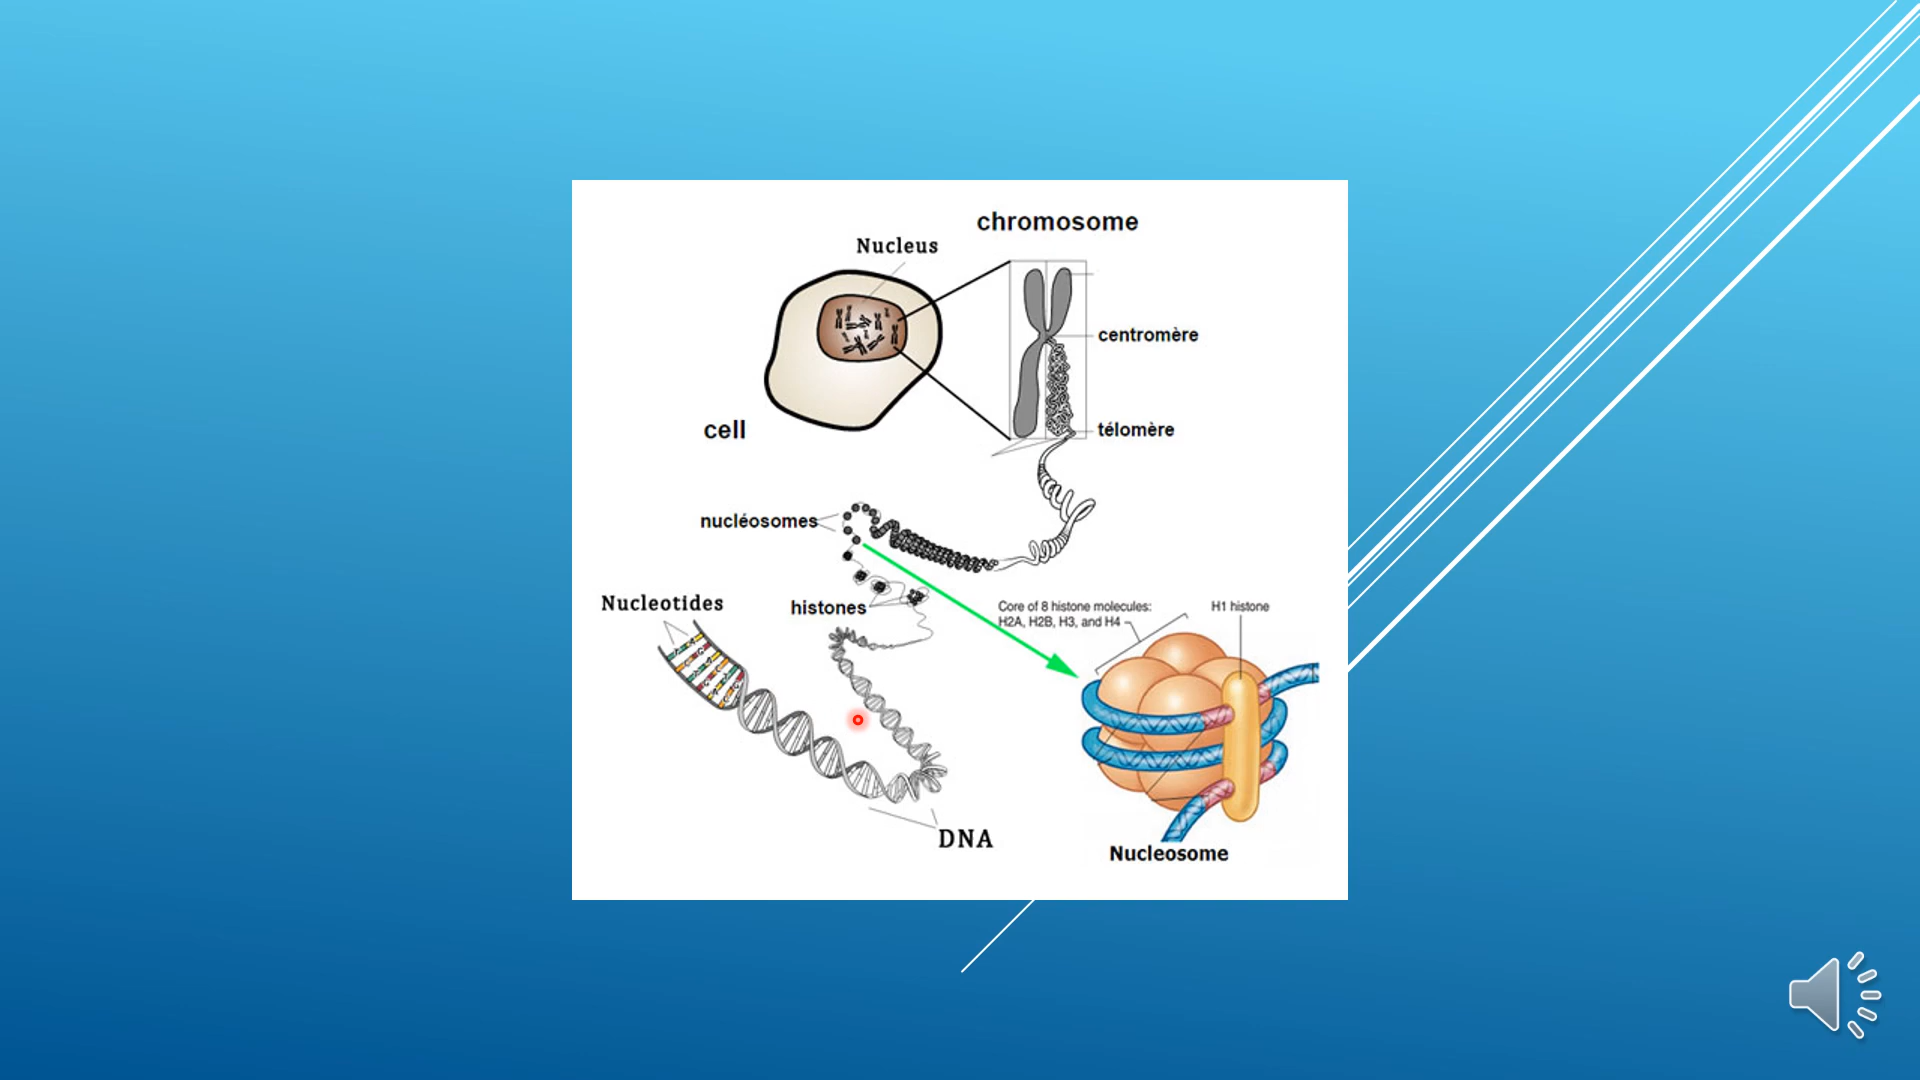 chromosome
Nucleus
centromère
cell
télomère
nucléosomes
Nucleotides
histones
Core of 8 histone molecules:
H2A, H2B, H3, and H4
H1 histone
DNA
Nucleosome